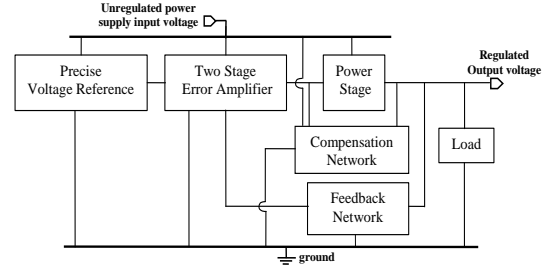 Unregulated power
supply input voltage
Regulated
Output voltage
Precise
Voltage Reference
Two Stage
Error Amplifier
Power
Stage
Compensation
Network
Load
Feedback
Network
ground